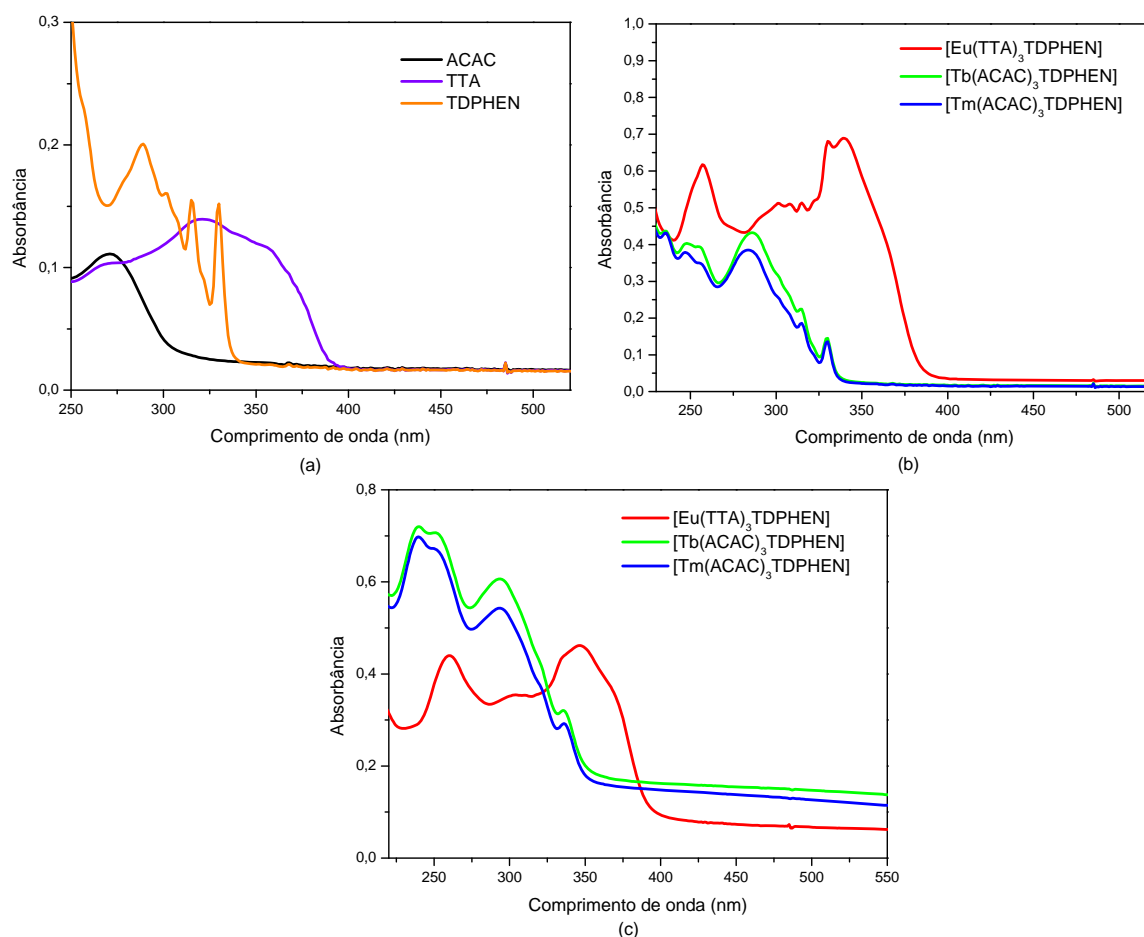 0,3
0,2
0,1
0,0
Absorbância
ACAC
TTA
TDPHEN
250 300 350 400 450 500
Comprimento de onda (nm)
(a)
1,0
0,9
0,8
0,7
0,6
0,5
0,4
0,3
0,2
0,1
0,0
Absorbância
[Eu(TTA)₃TDPHEN]
[Tb(ACAC)₃TDPHEN]
[Tm(ACAC)₃TDPHEN]
250 300 350 400 450 500
Comprimento de onda (nm)
(b)
0,8
0,6
0,4
0,2
0,0
Absorbância
[Eu(TTA)₃TDPHEN]
[Tb(ACAC)₃TDPHEN]
[Tm(ACAC)₃TDPHEN]
250 300 350 400 450 500 550
Comprimento de onda (nm)
(c)